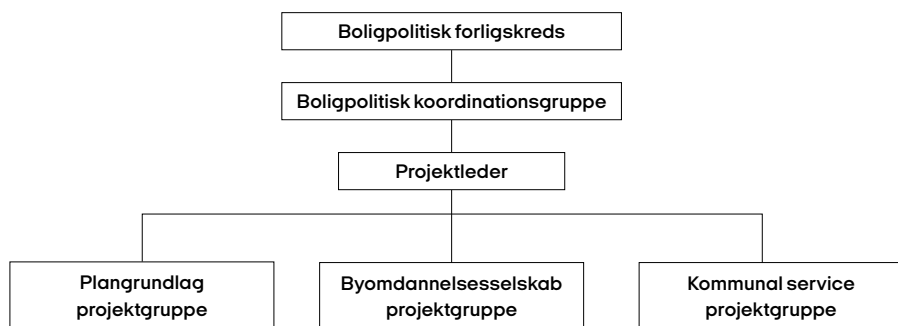 Boligpolitisk forligskreds
Boligpolitisk koordinationsgruppe
Projektleder
Plangrundlag
projektgruppe
Byomdannelsesselskab
projektgruppe
Kommunal service
projektgruppe